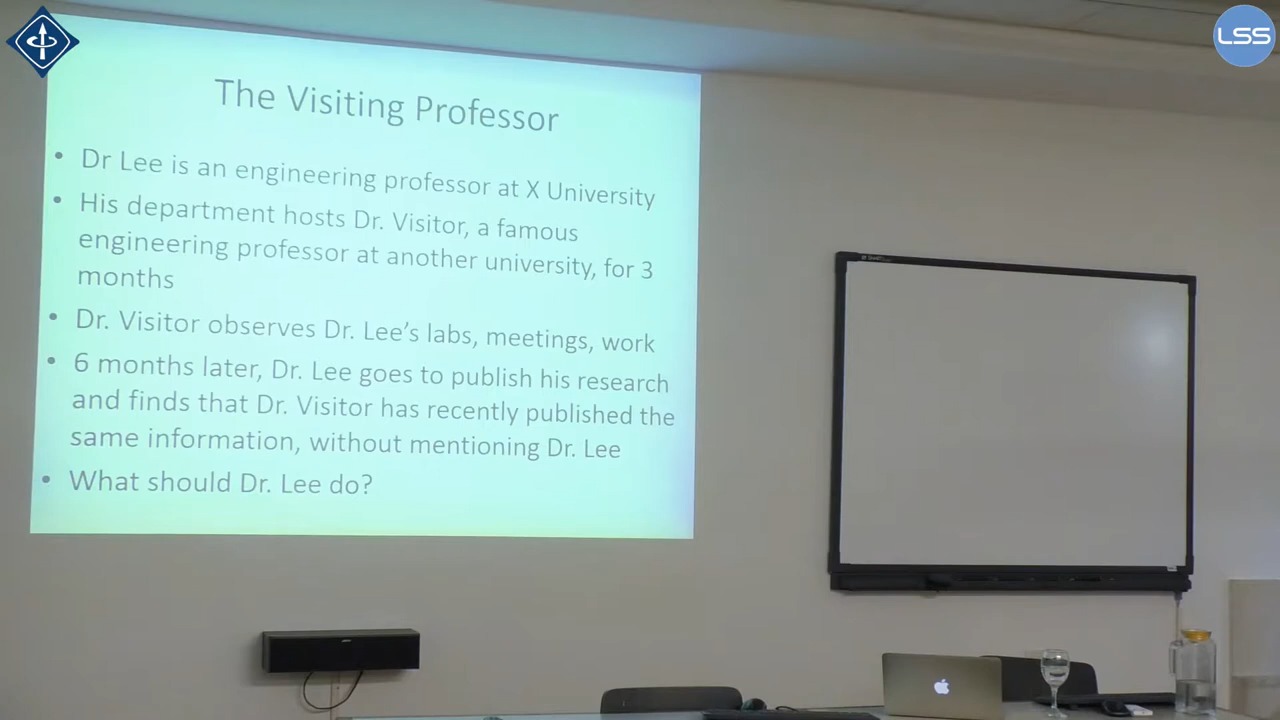 LSS
The Visiting Professor
• Dr Lee is an engineering professor at X University
• His department hosts Dr. Visitor, a famous
engineering professor at another university, for 3
months
• Dr. Visitor observes Dr. Lee's labs, meetings, work
• 6 months later, Dr. Lee goes to publish his research
and finds that Dr. Visitor has recently published the
same information, without mentioning Dr. Lee
• What should Dr. Lee do?